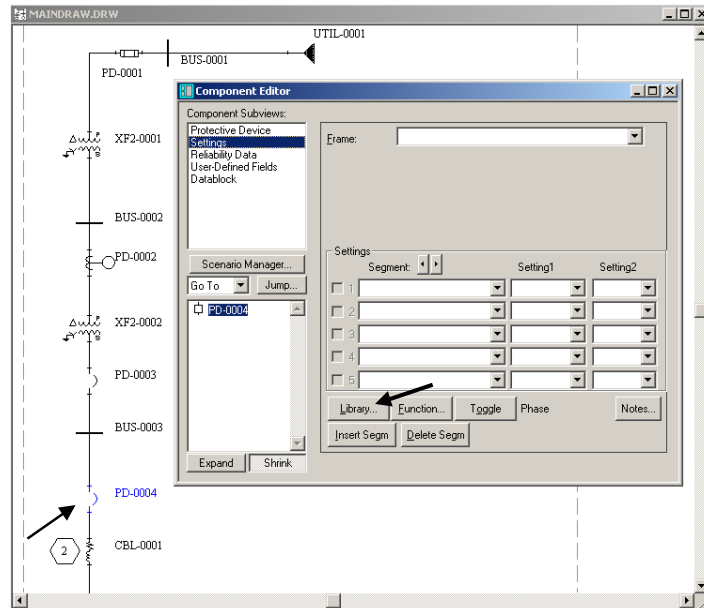 MAINDRAW.DRW
UTIL-0001
BUS-0001
PD-0001
XF2-0001
BUS-0002
PD-0002
XF2-0002
PD-0003
BUS-0003
PD-0004
2
CBL-0001
Component Editor
Component Subviews:
Protective Device
Settings
Reliability Data
User-Defined Fields
Datablock
Scenario Manager...
Go To Jump...
PD-0004
Expand Shrink
Frame:
Settings
Segment: Setting1 Setting2
1
2
3
4
5
Library... Function... Toggle Phase Notes...
Insert Segm Delete Segm